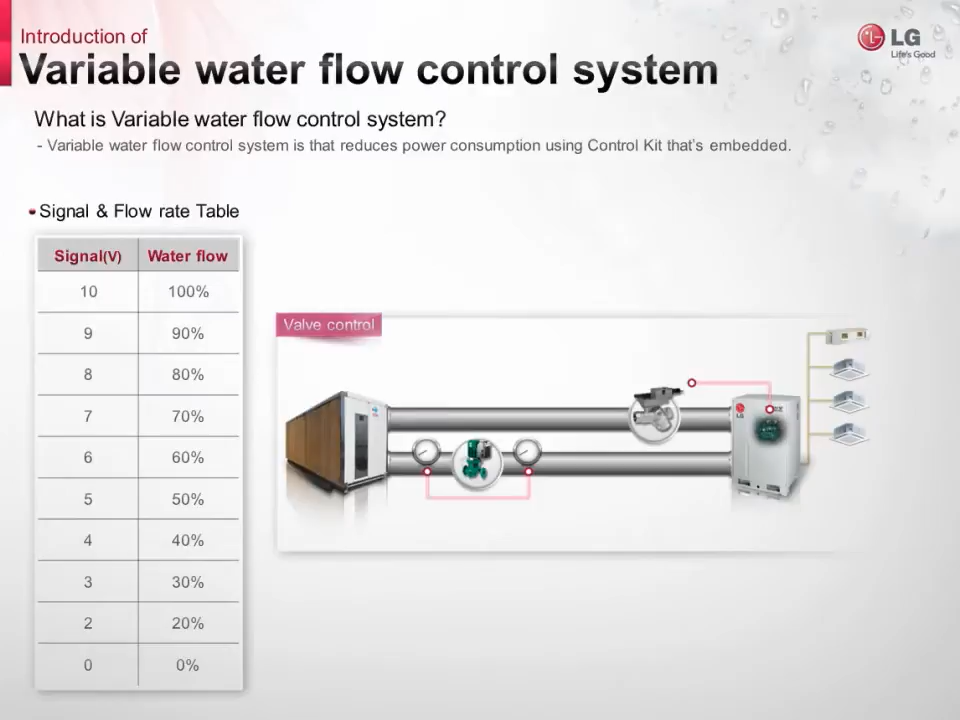 Introduction of
Variable water flow control system
LG
Life's Good
What is Variable water flow control system?
- Variable water flow control system is that reduces power consumption using Control Kit that's embedded.
Signal & Flow rate Table
Signal(V) Water flow
10 100%
9 90%
8 80%
7 70%
6 60%
5 50%
4 40%
3 30%
2 20%
0 0%
Valve control
LG